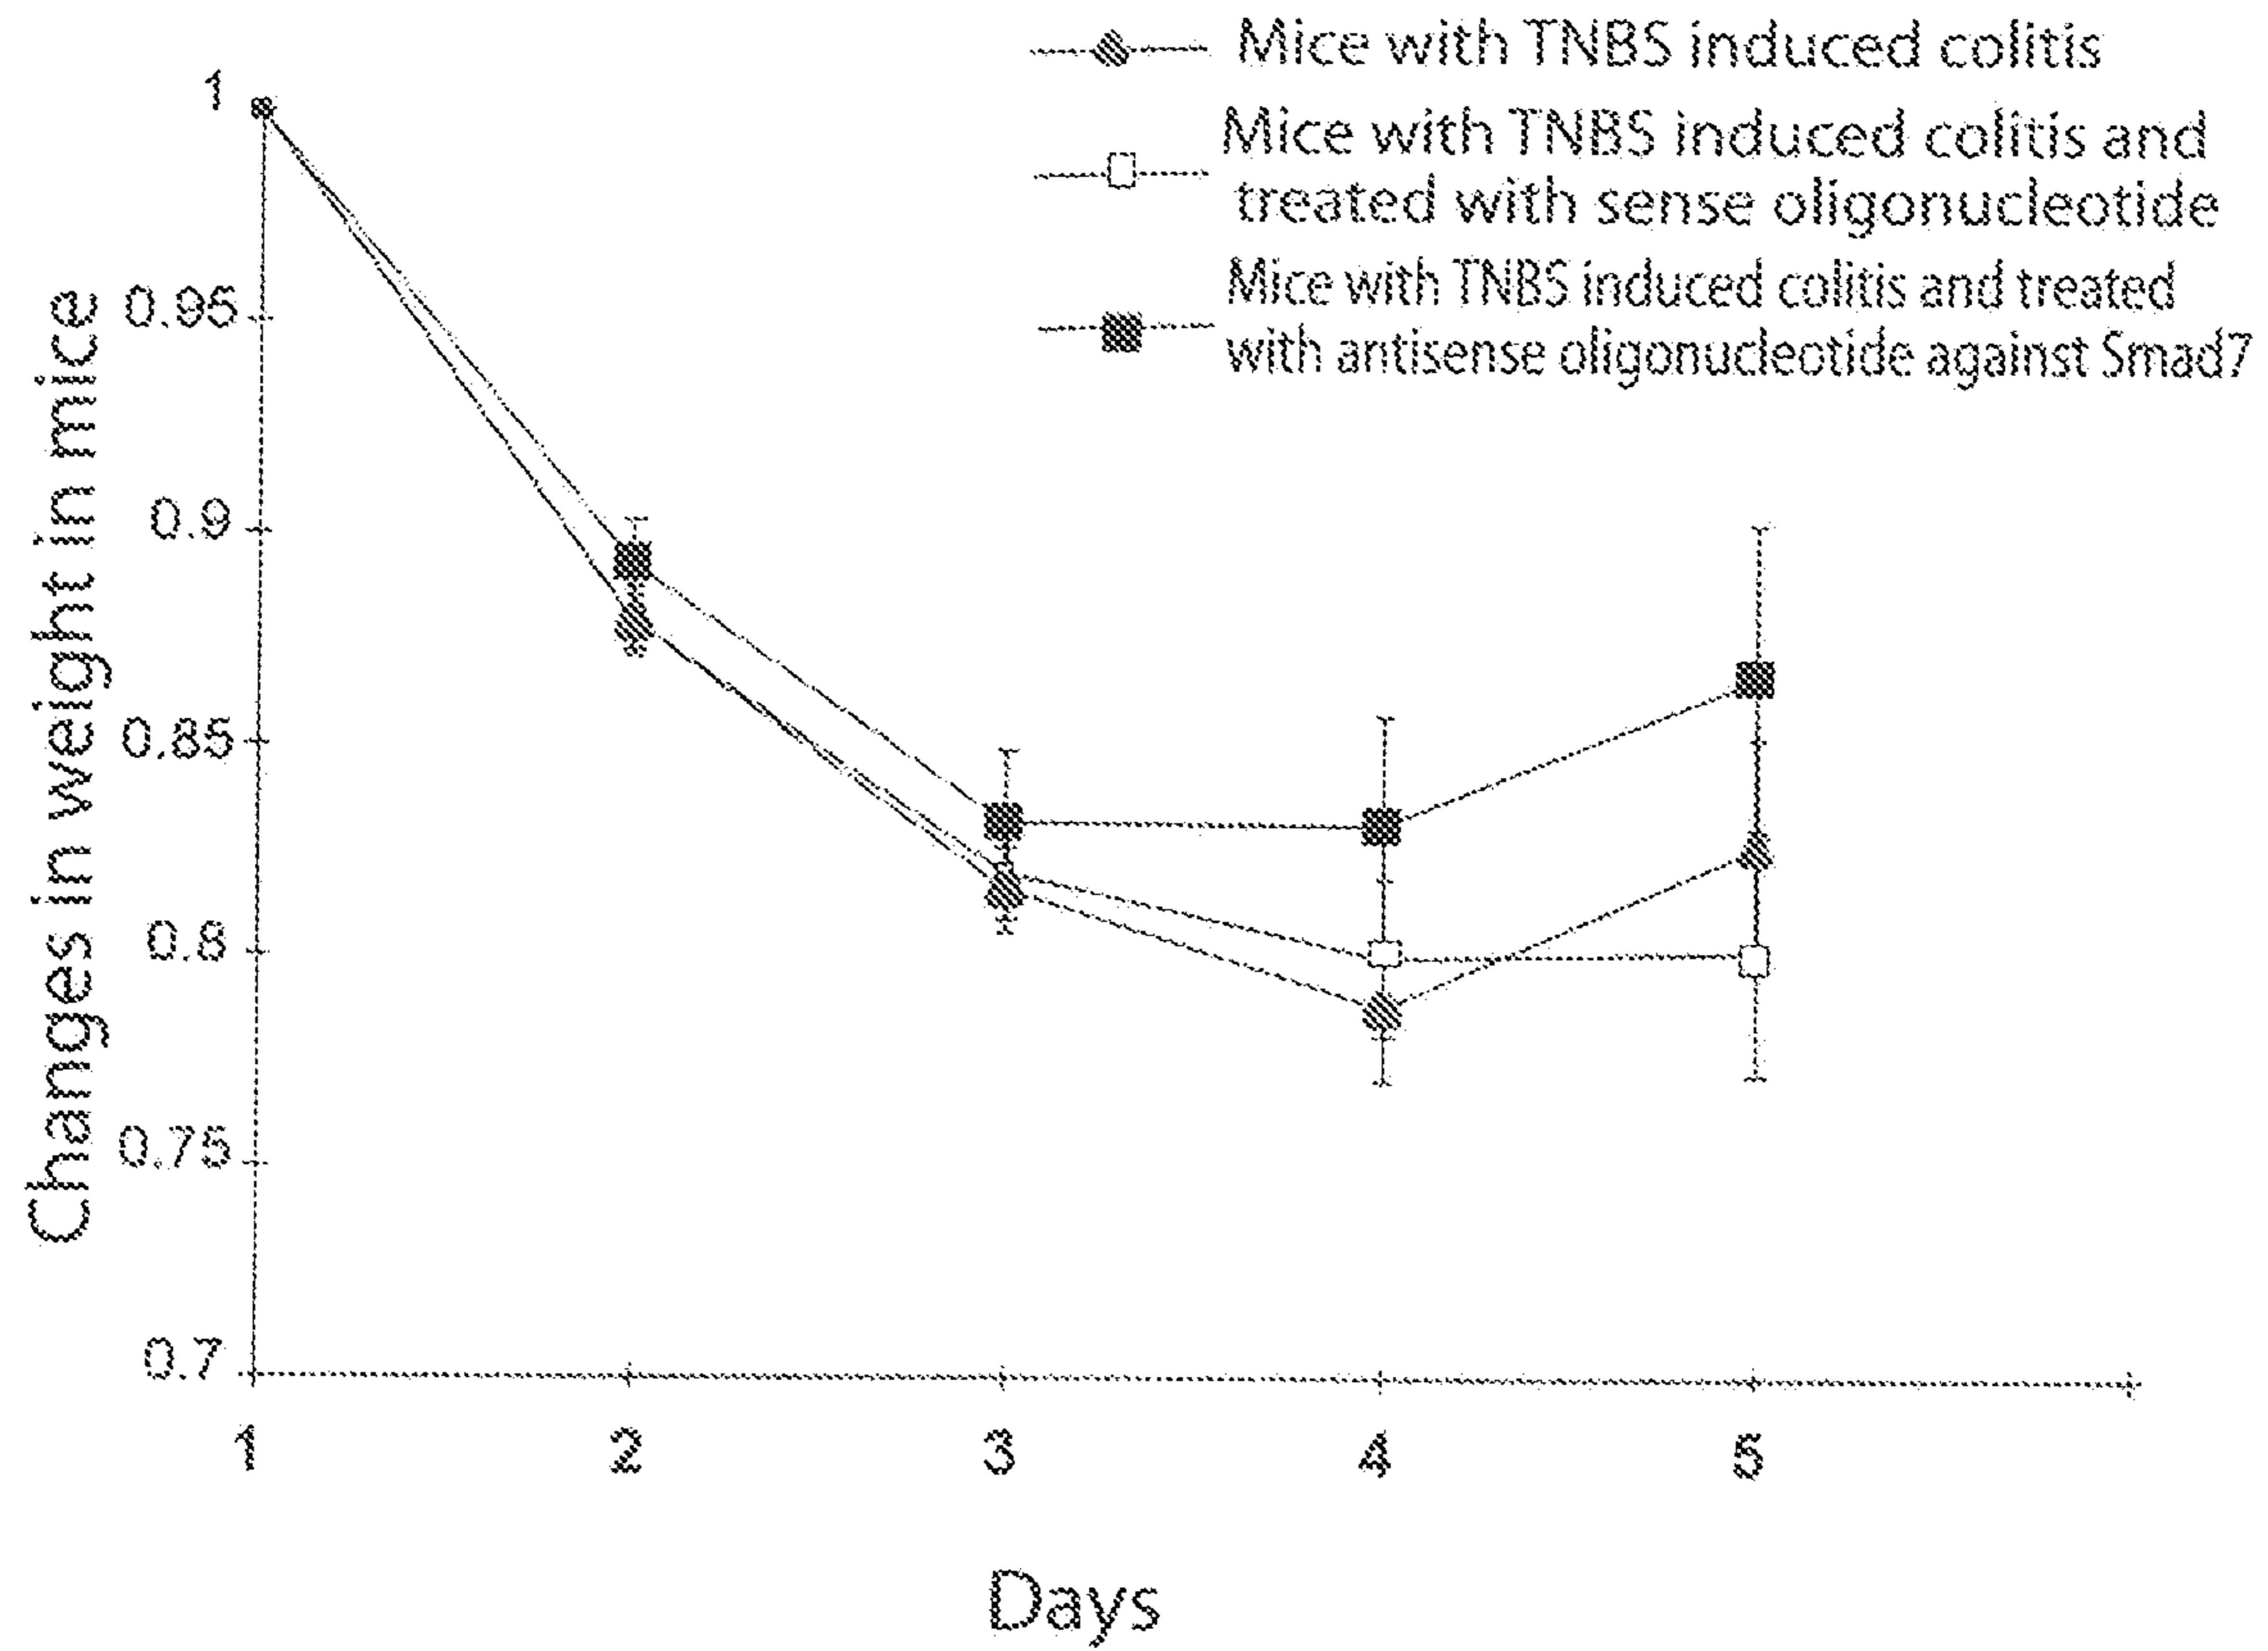 Mice with TNBS induced colitis
Mice with TNBS induced colitis and
treated with sense oligonucleotide
Mice with TNBS induced colitis and treated
with antisense oligonucleotide against Smad7
Changes in weight in mice
1
0.95
0.9
0.85
0.8
0.75
0.7
1 2 3 4 5
Days